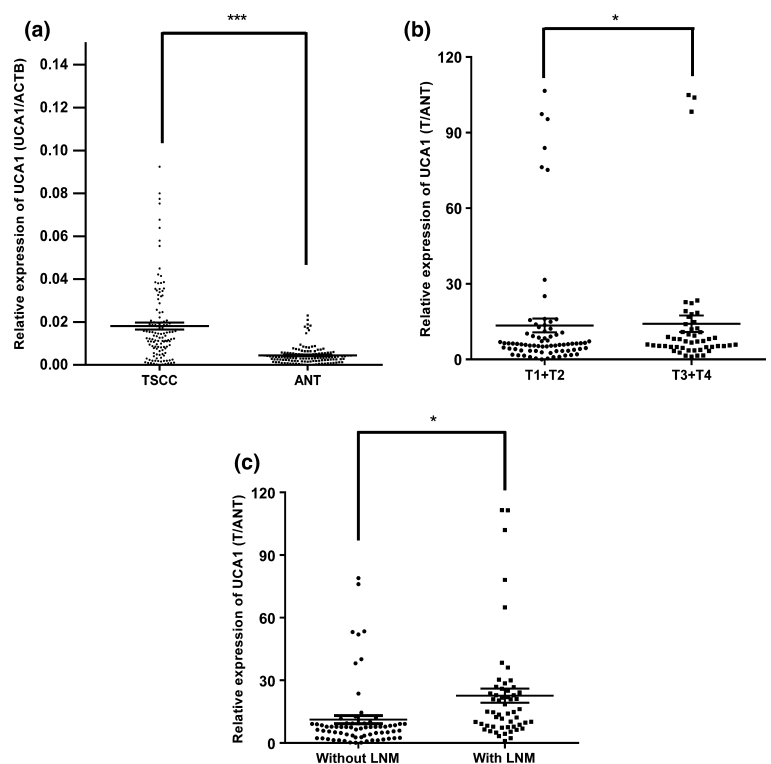 (a)
***
Relative expression of UCA1 (UCA1/ACTB)
0.14
0.12
0.10
0.08
0.06
0.04
0.02
0.00
TSCC
ANT
(b)
*
Relative expression of UCA1 (T/ANT)
120
90
60
30
0
T1+T2
T3+T4
(c)
*
Relative expression of UCA1 (T/ANT)
120
90
60
30
0
Without LNM
With LNM